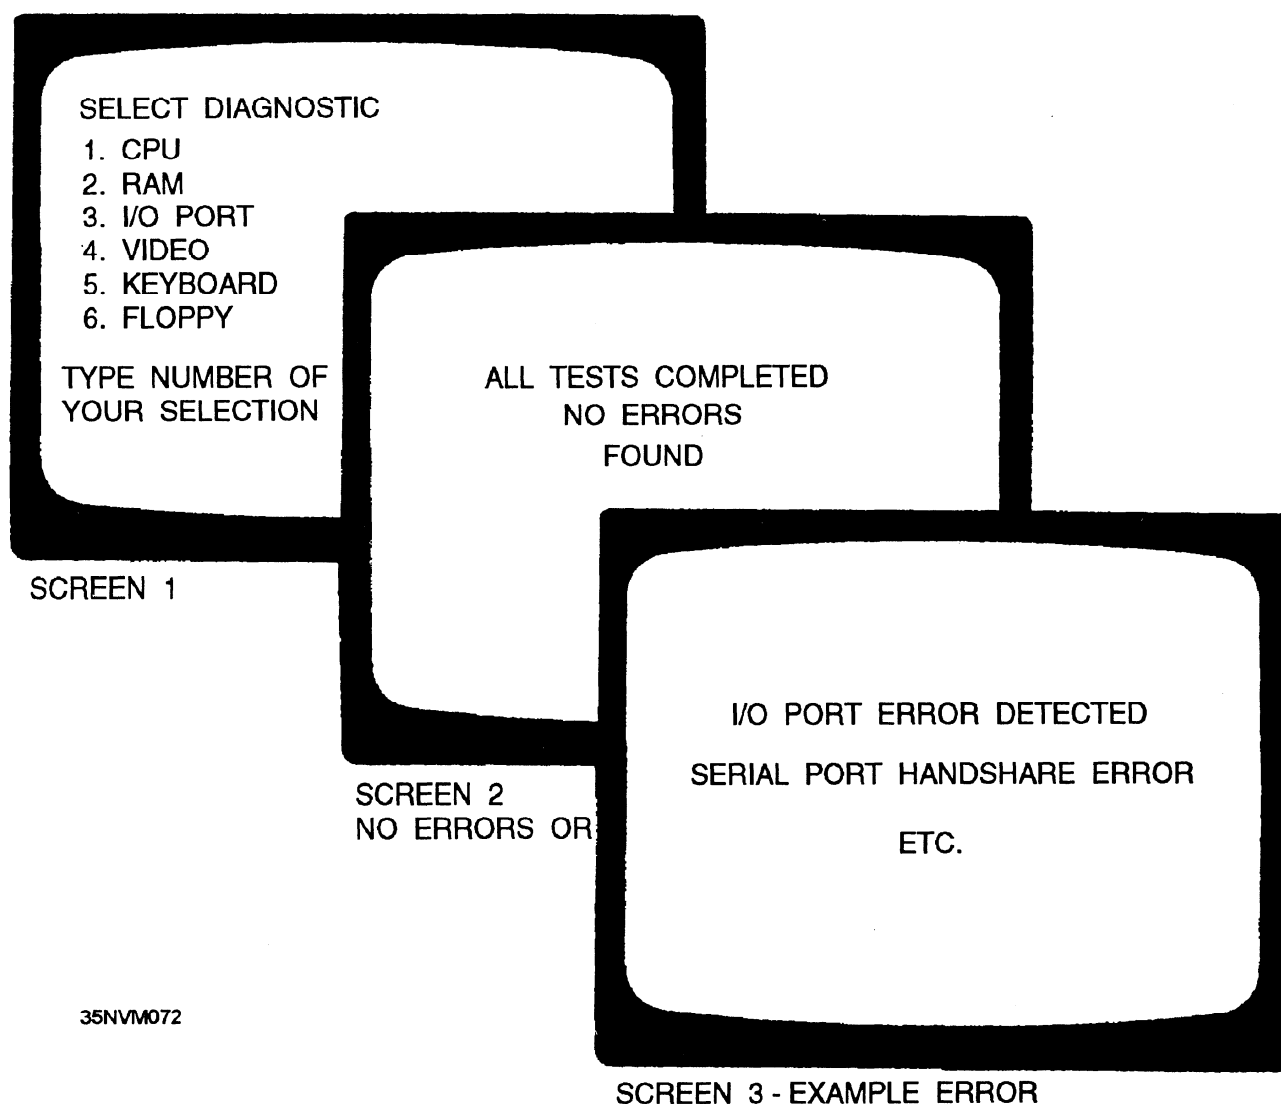 SELECT DIAGNOSTIC
1. CPU
2. RAM
3. I/O PORT
4. VIDEO
5. KEYBOARD
6. FLOPPY
TYPE NUMBER OF
YOUR SELECTION
SCREEN 1
ALL TESTS COMPLETED
NO ERRORS
FOUND
SCREEN 2
NO ERRORS OR
I/O PORT ERROR DETECTED
SERIAL PORT HANDSHARE ERROR
ETC.
SCREEN 3 - EXAMPLE ERROR
35NVM072